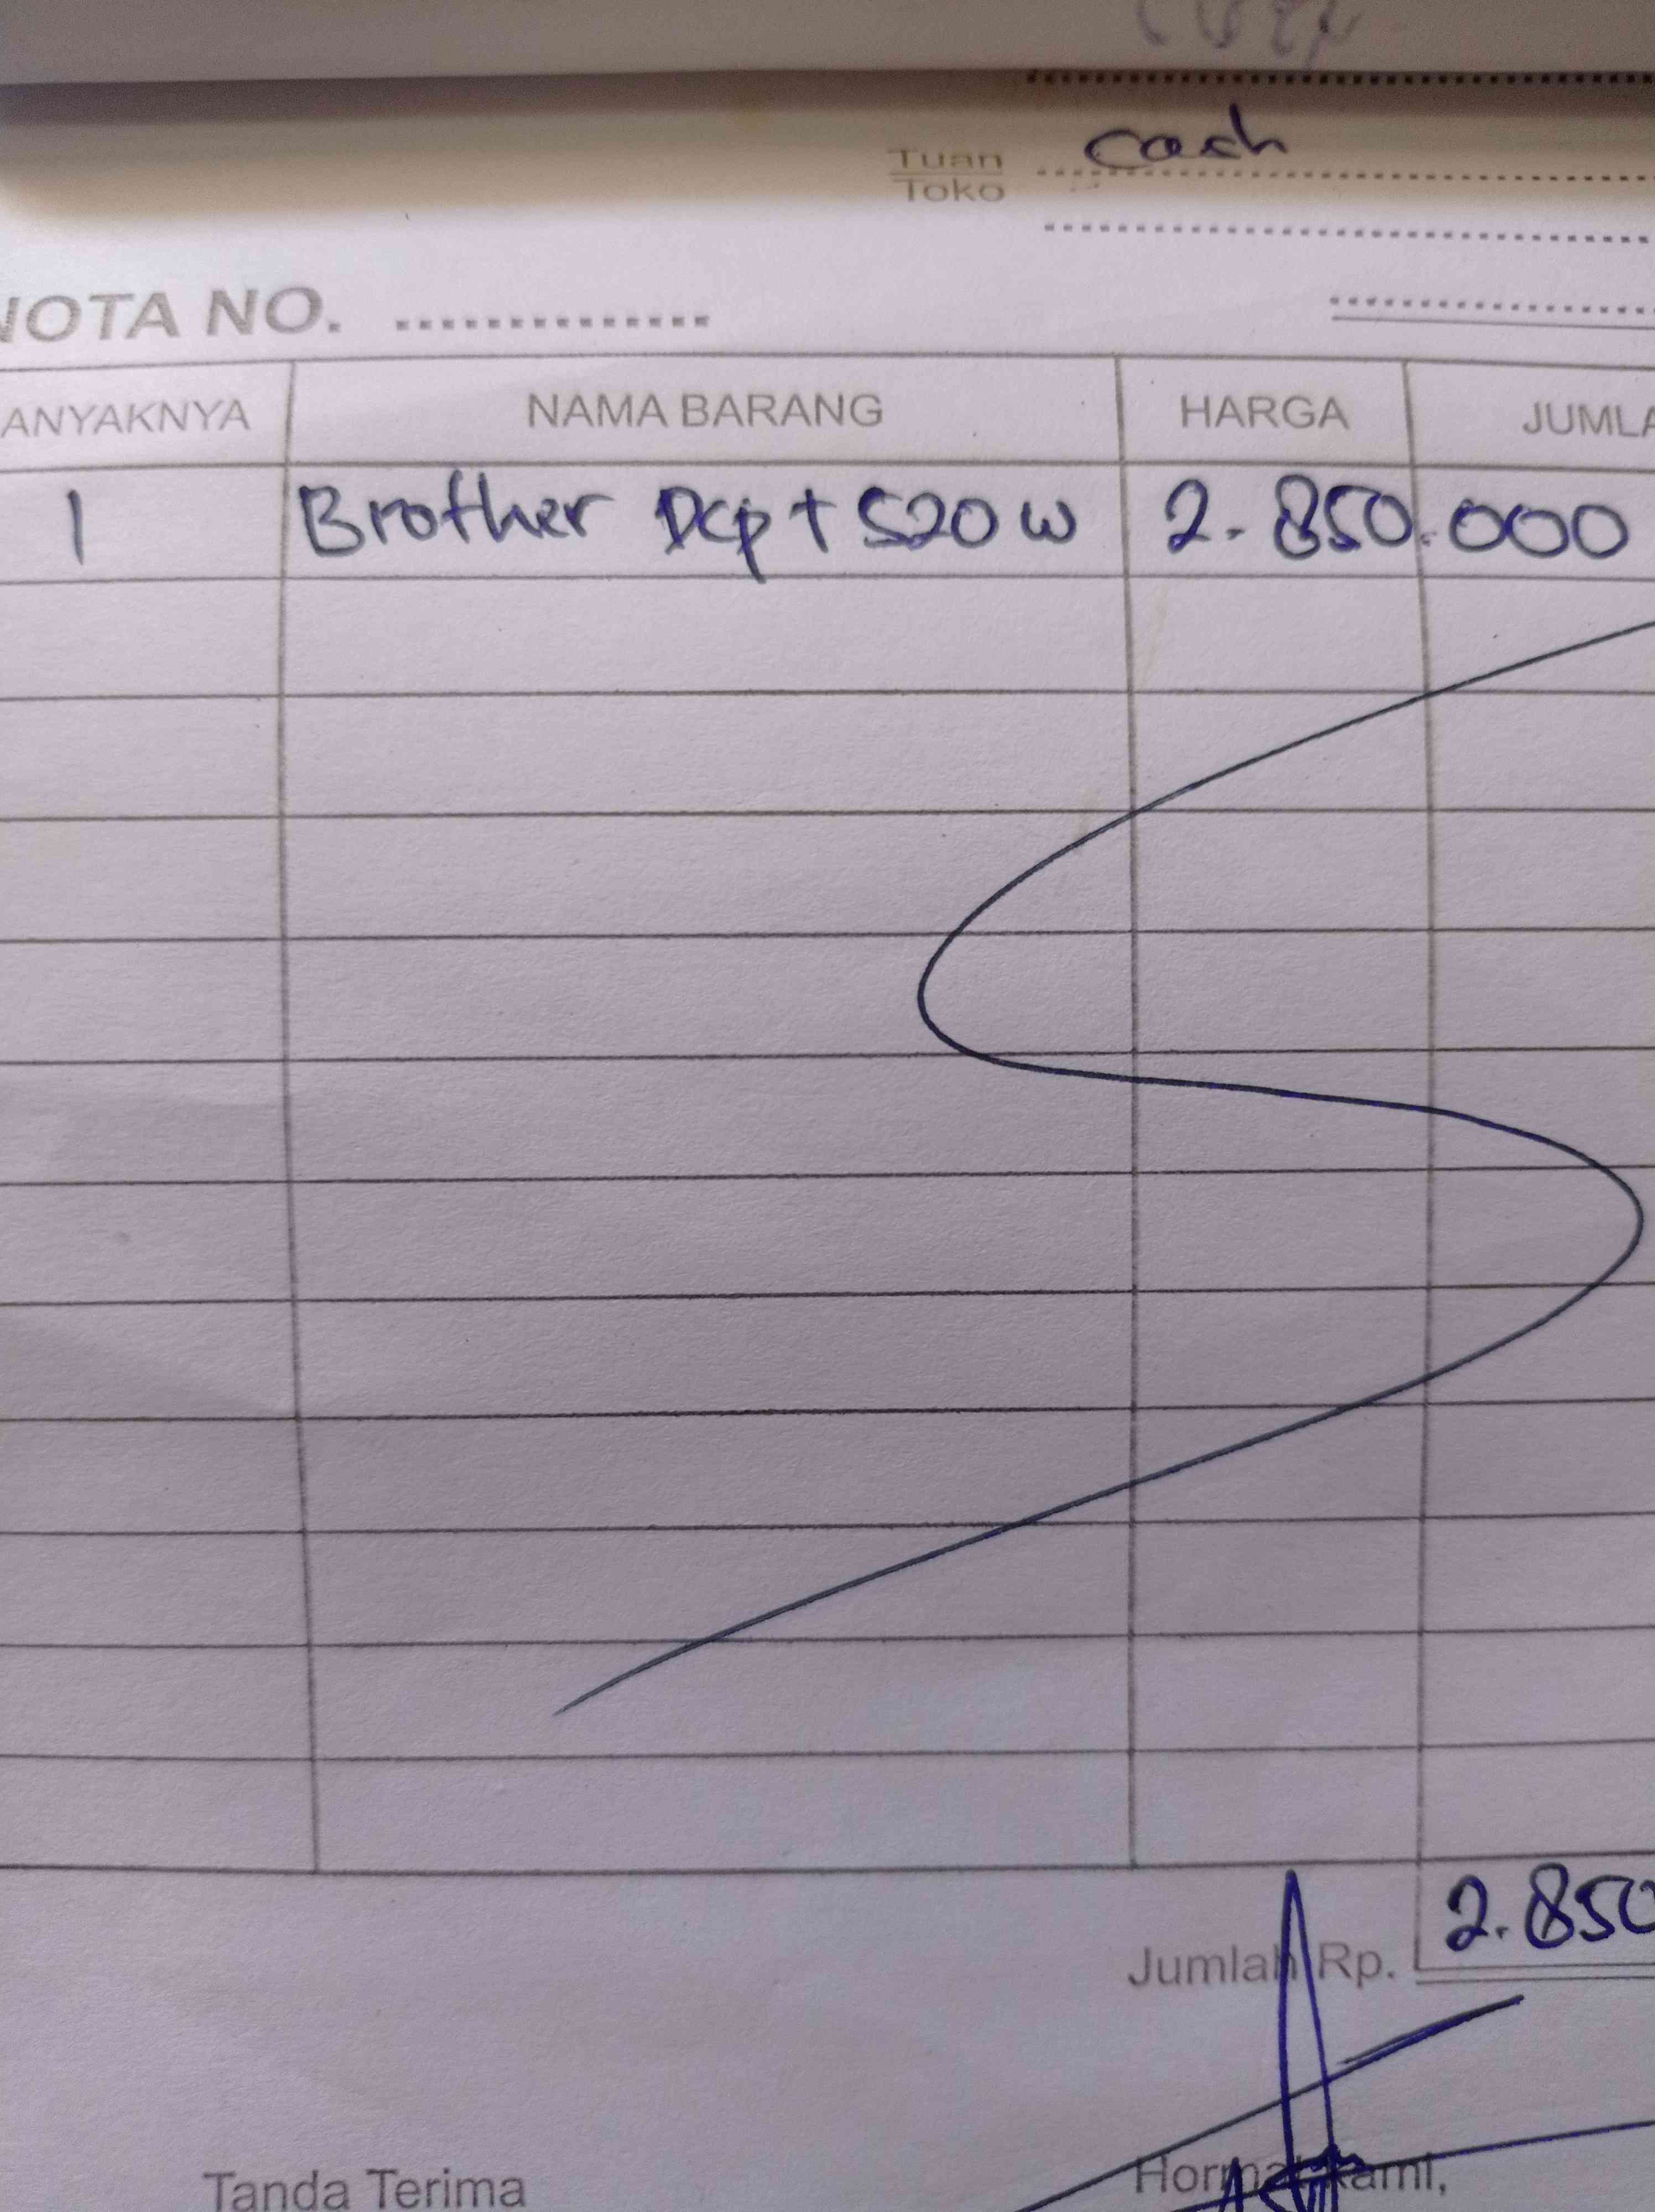 Tuan cash
Toko
NOTA NO. ..............
ANYAKNYA NAMA BARANG HARGA JUMLA
1 Brother Dcp t 520 w 2.850.000
Jumlah Rp. 2.850
Tanda Terima Hormat Kami,